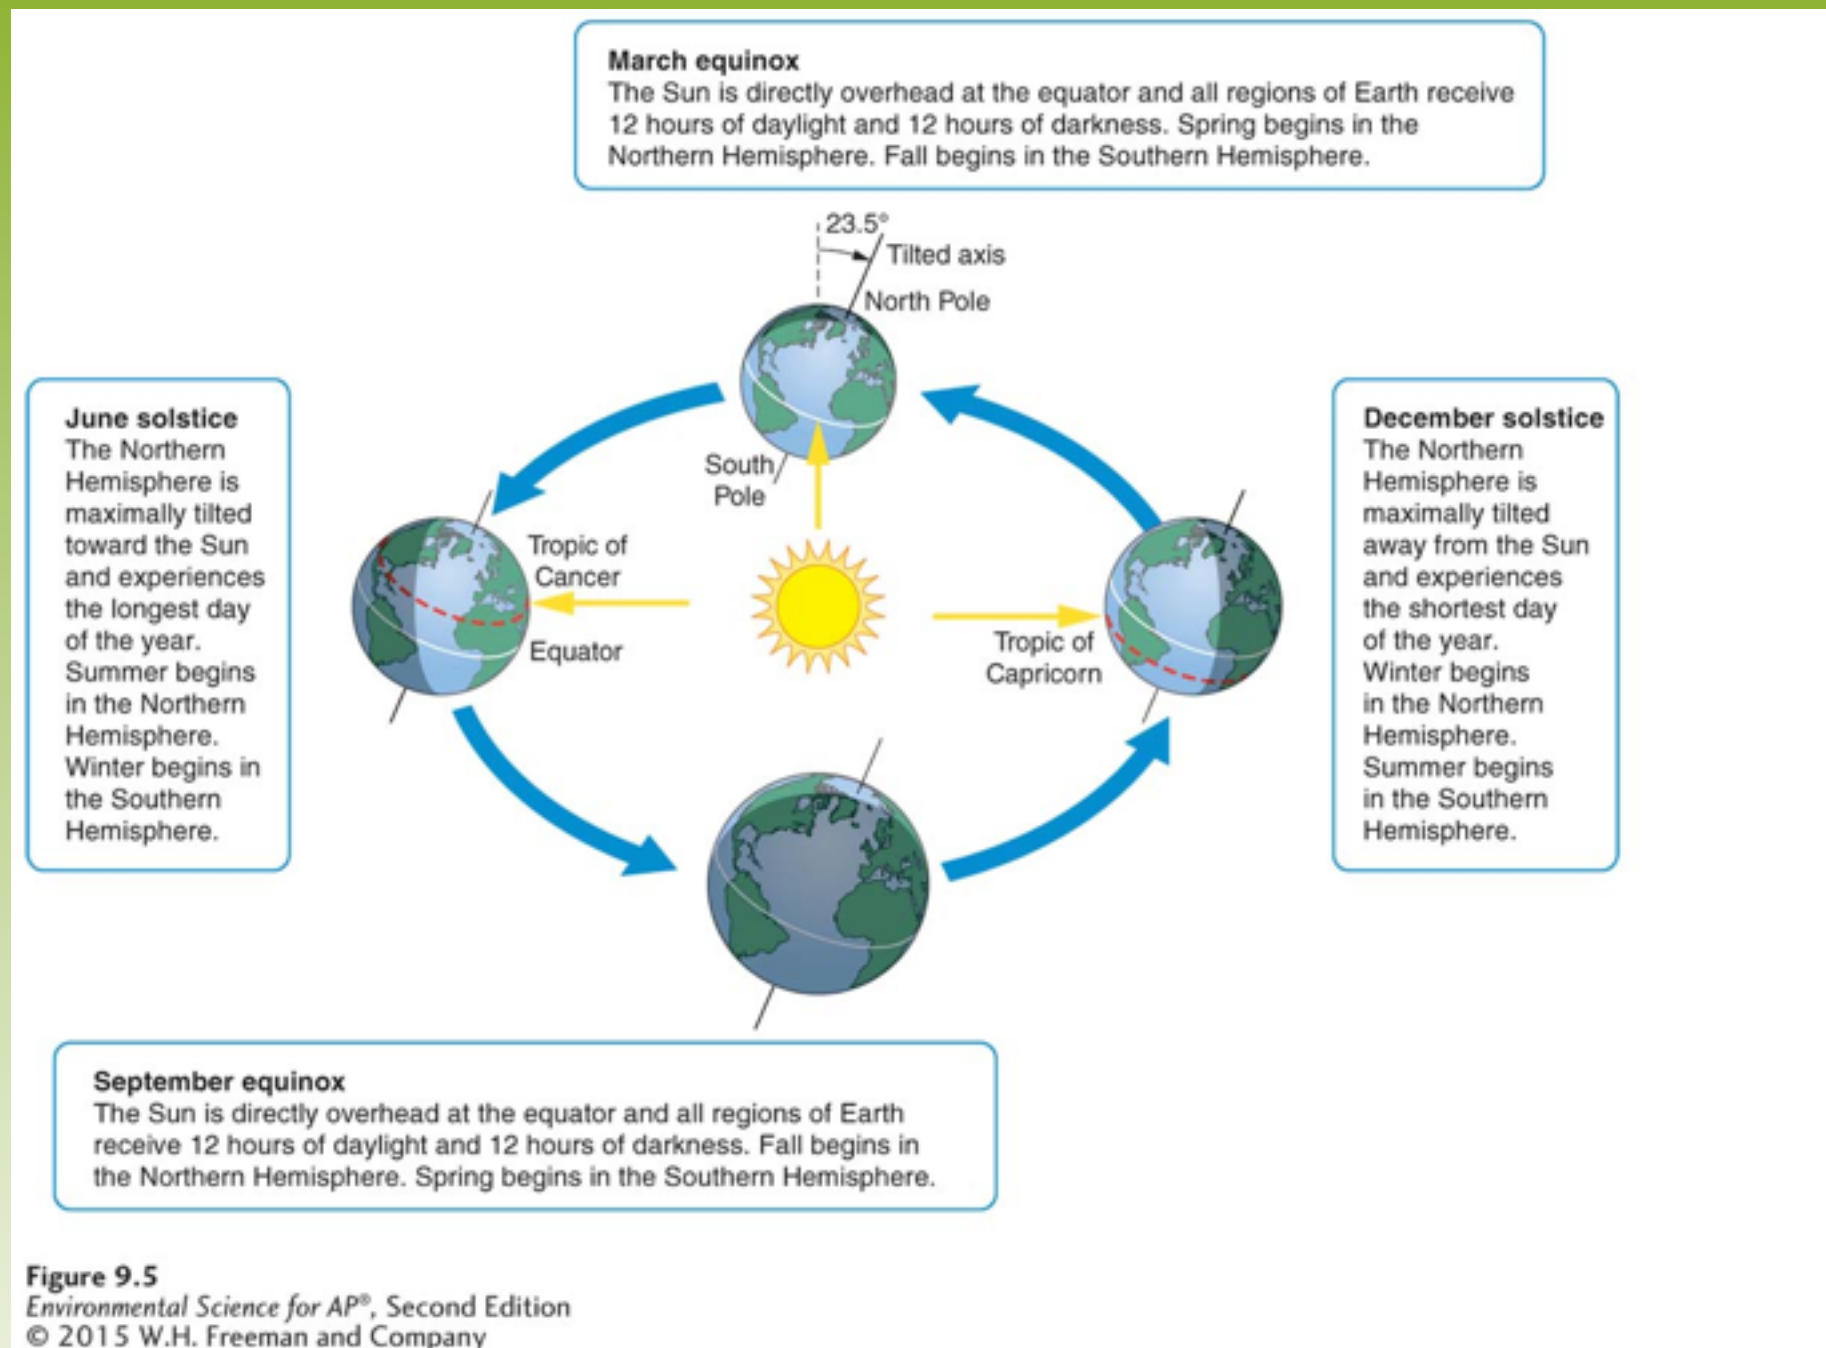 March equinox
The Sun is directly overhead at the equator and all regions of Earth receive
12 hours of daylight and 12 hours of darkness. Spring begins in the
Northern Hemisphere. Fall begins in the Southern Hemisphere.
23.5°
Tilted axis
North Pole
South
Pole
June solstice
The Northern
Hemisphere is
maximally tilted
toward the Sun
and experiences
the longest day
of the year.
Summer begins
in the Northern
Hemisphere.
Winter begins in
the Southern
Hemisphere.
Tropic of
Cancer
Equator
Tropic of
Capricorn
December solstice
The Northern
Hemisphere is
maximally tilted
away from the Sun
and experiences
the shortest day
of the year.
Winter begins
in the Northern
Hemisphere.
Summer begins
in the Southern
Hemisphere.
September equinox
The Sun is directly overhead at the equator and all regions of Earth
receive 12 hours of daylight and 12 hours of darkness. Fall begins in
the Northern Hemisphere. Spring begins in the Southern Hemisphere.
Figure 9.5
Environmental Science for AP®, Second Edition
© 2015 W.H. Freeman and Company